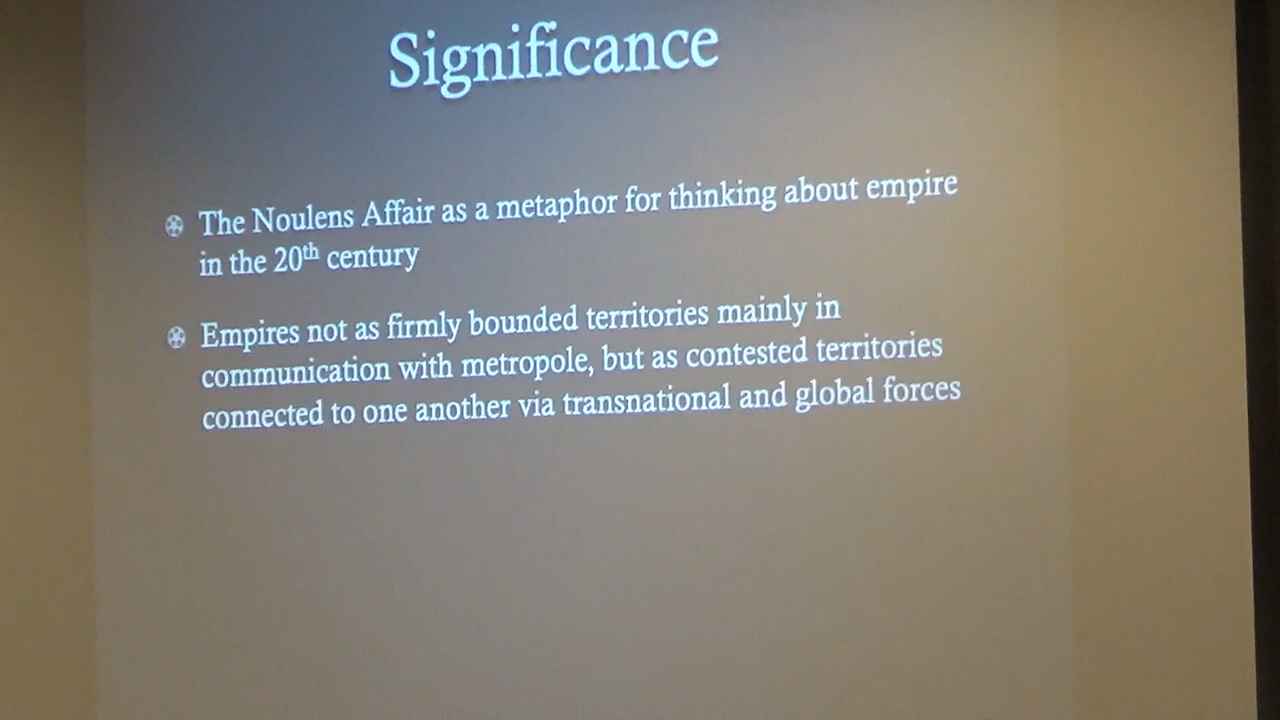 Significance
The Noulens Affair as a metaphor for thinking about empire
in the 20th century
Empires not as firmly bounded territories mainly in
communication with metropole, but as contested territories
connected to one another via transnational and global forces